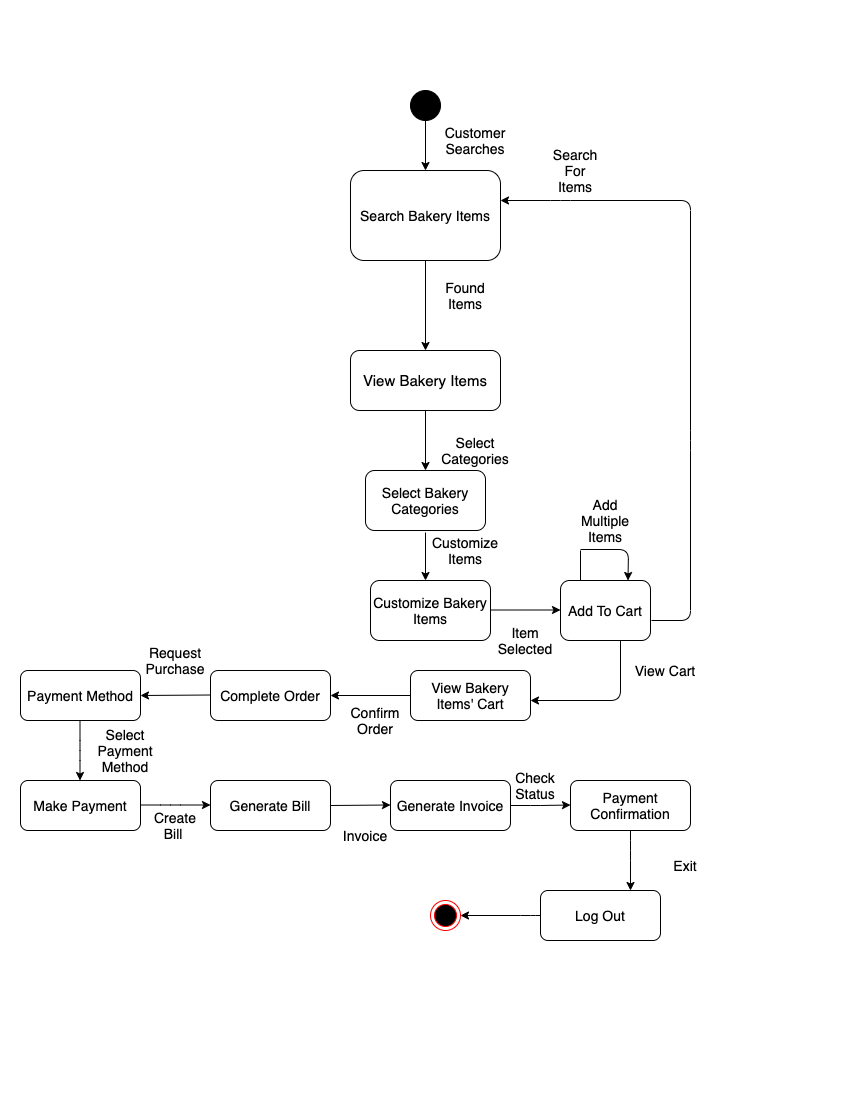 Customer
Searches
Search
For
Items
Search Bakery Items
Found
Items
View Bakery Items
Select
Categories
Select Bakery
Categories
Customize
Items
Add
Multiple
Items
Customize Bakery
Items
Item
Selected
Add To Cart
View Cart
View Bakery
Items' Cart
Confirm
Order
Complete Order
Request
Purchase
Payment Method
Select
Payment
Method
Make Payment
Create
Bill
Generate Bill
Invoice
Generate Invoice
Check
Status
Payment
Confirmation
Exit
Log Out